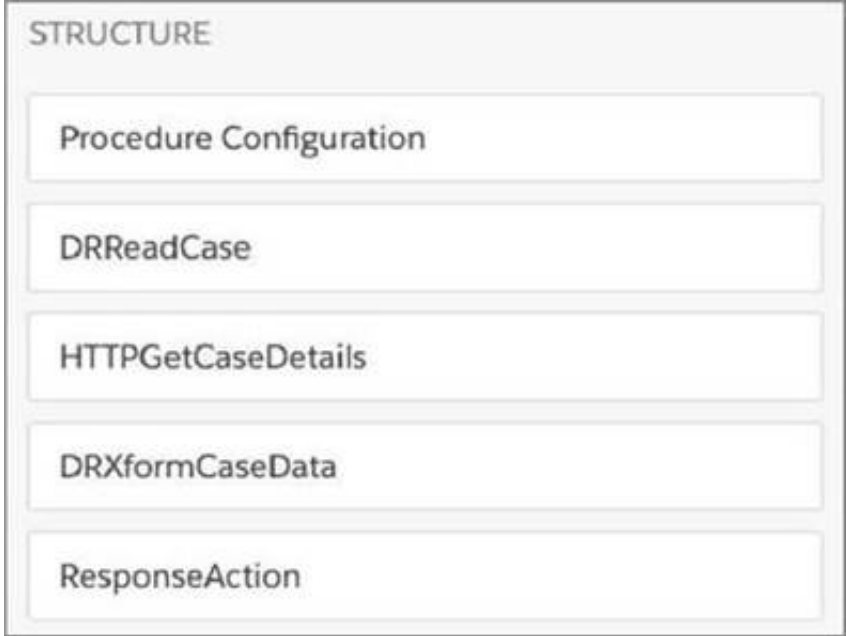 STRUCTURE
Procedure Configuration
DRReadCase
HTTPGetCaseDetails
DRXformCaseData
ResponseAction